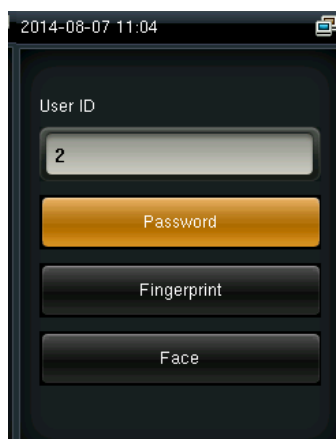 2014-08-07 11:04
User ID
2
Password
Fingerprint
Face